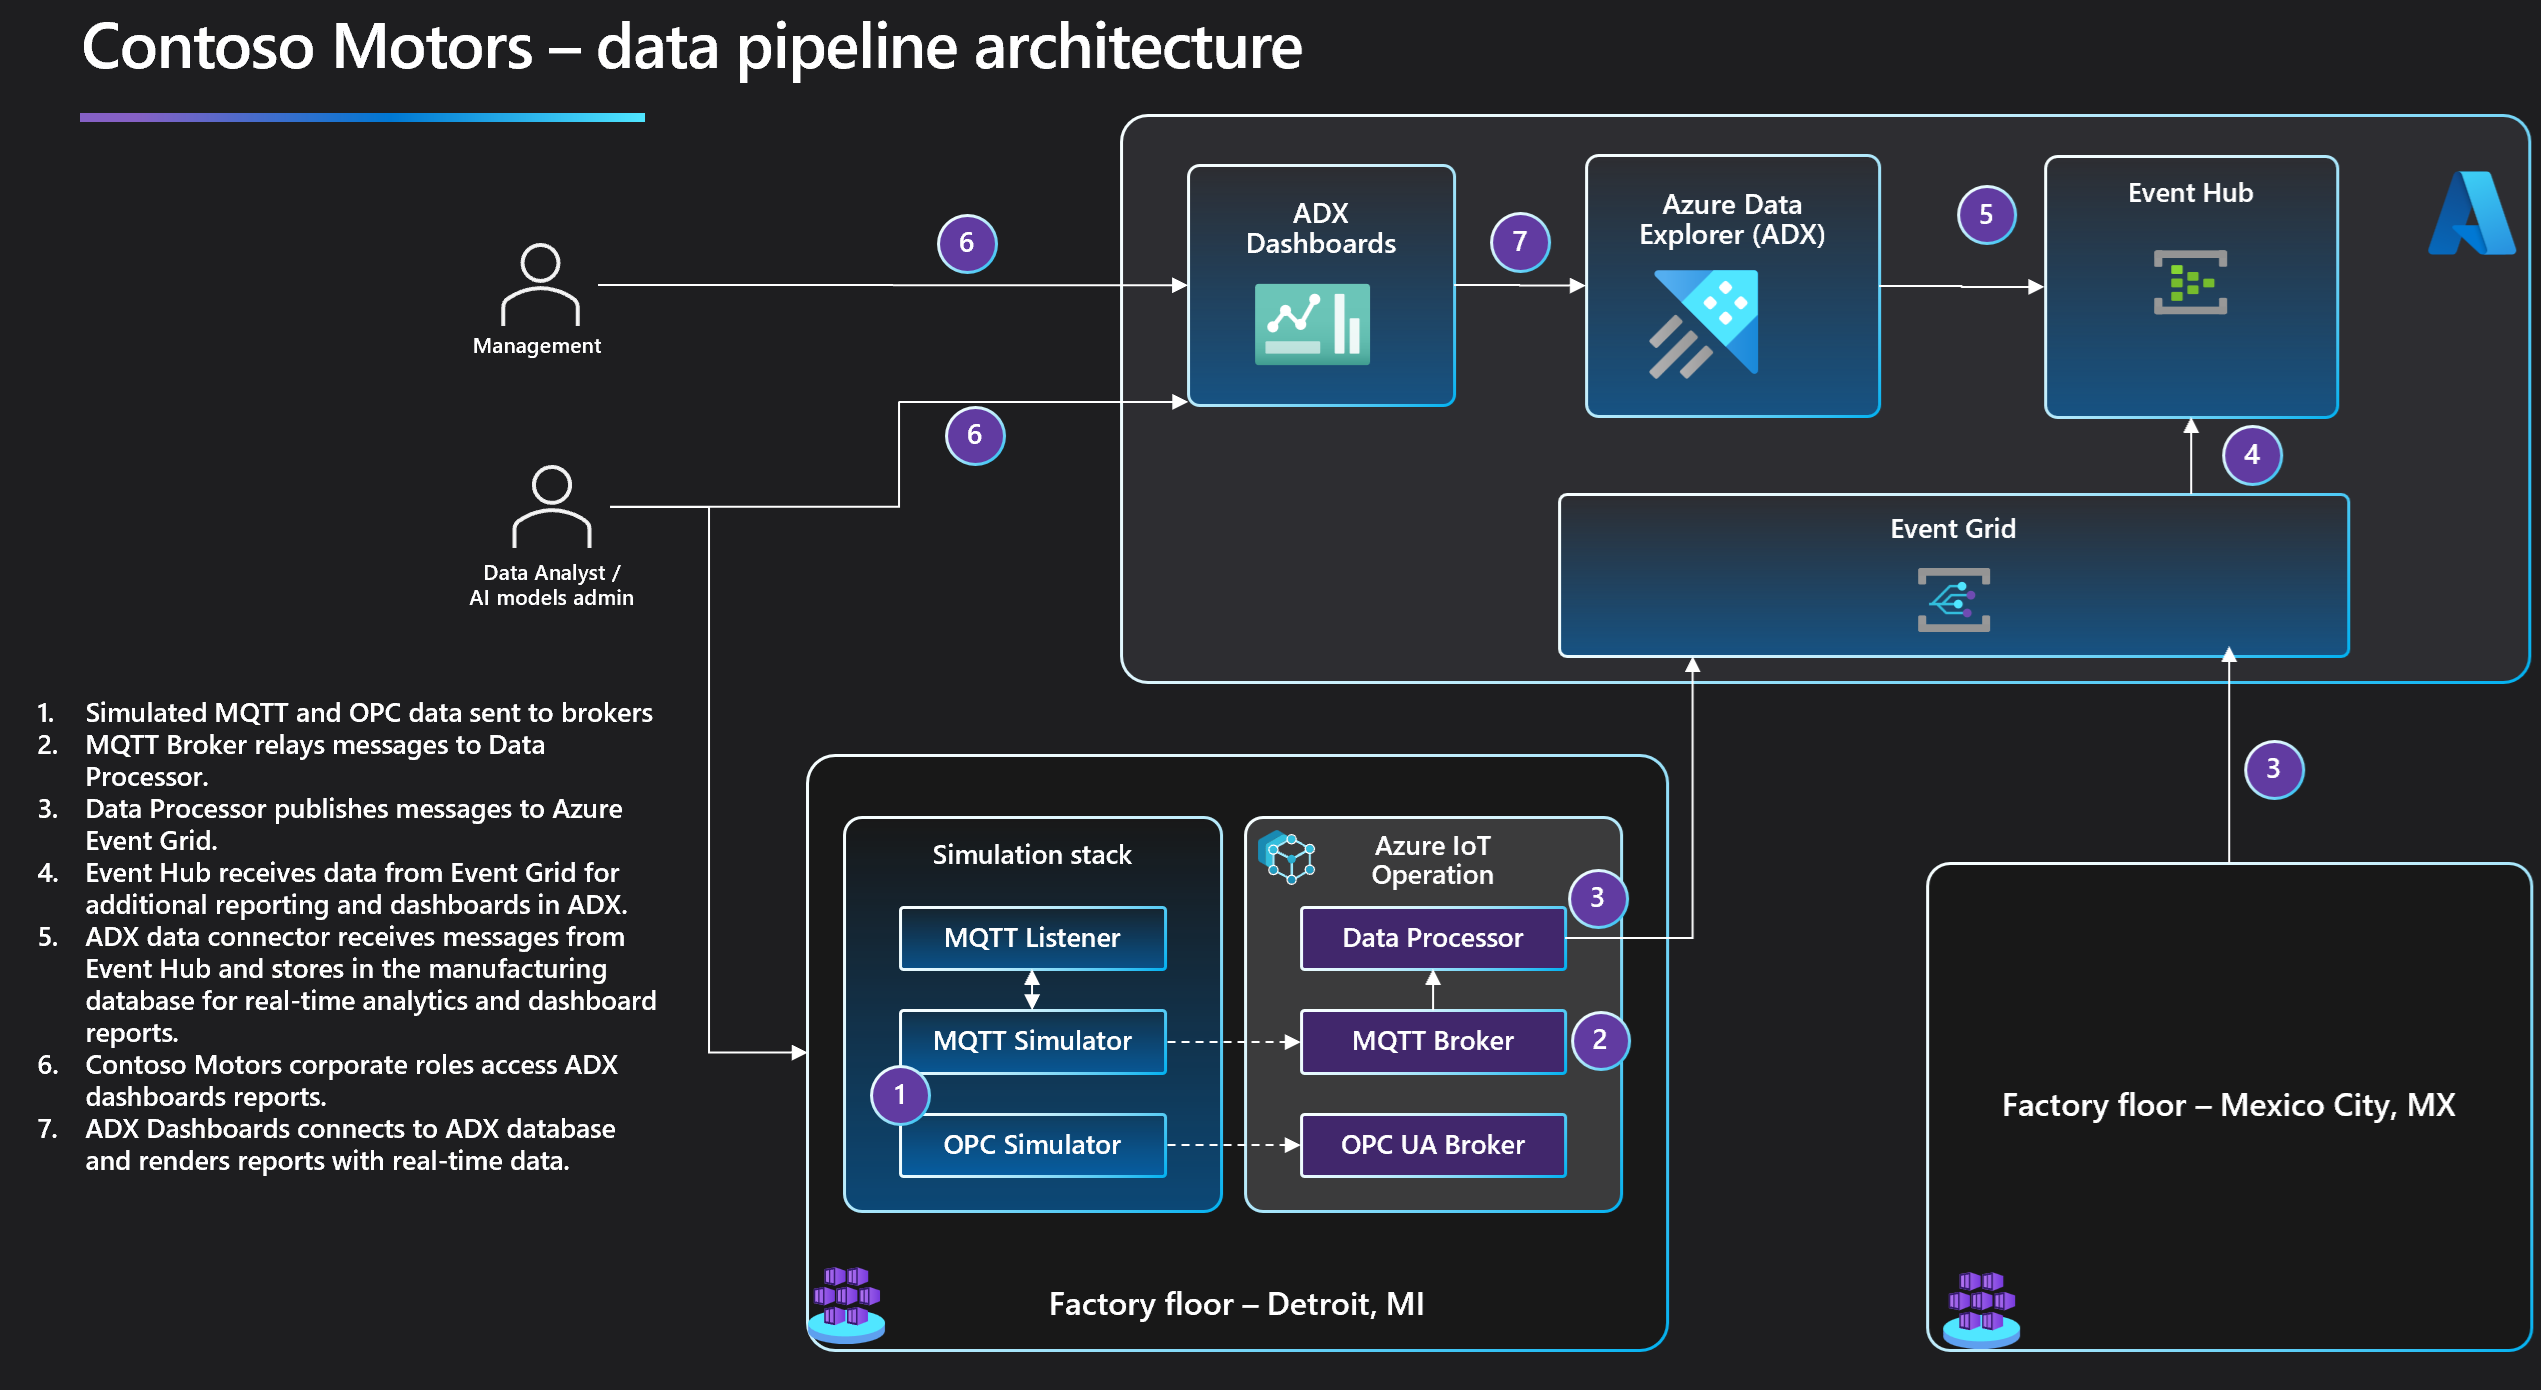 Contoso Motors – data pipeline architecture
ADX
Dashboards
Azure Data
Explorer (ADX)
Event Hub
6
7
5
Management
6
4
Data Analyst /
AI models admin
Event Grid
1. Simulated MQTT and OPC data sent to brokers
2. MQTT Broker relays messages to Data
Processor.
3. Data Processor publishes messages to Azure
Event Grid.
4. Event Hub receives data from Event Grid for
additional reporting and dashboards in ADX.
5. ADX data connector receives messages from
Event Hub and stores in the manufacturing
database for real-time analytics and dashboard
reports.
6. Contoso Motors corporate roles access ADX
dashboards reports.
7. ADX Dashboards connects to ADX database
and renders reports with real-time data.
3
Simulation stack
MQTT Listener
MQTT Simulator
1
OPC Simulator
Azure IoT
Operation
3
Data Processor
MQTT Broker
2
OPC UA Broker
Factory floor – Detroit, MI
Factory floor – Mexico City, MX